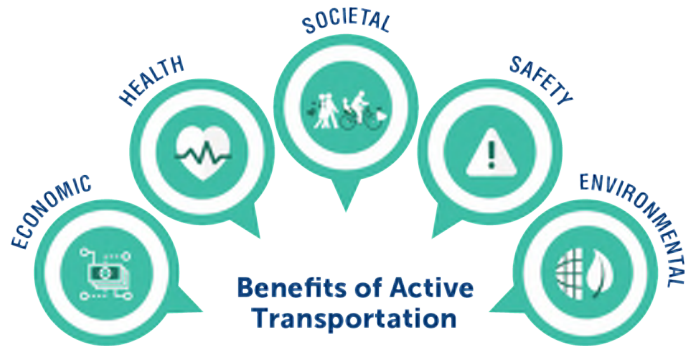 ECONOMIC
HEALTH
SOCIETAL
SAFETY
ENVIRONMENTAL
Benefits of Active
Transportation